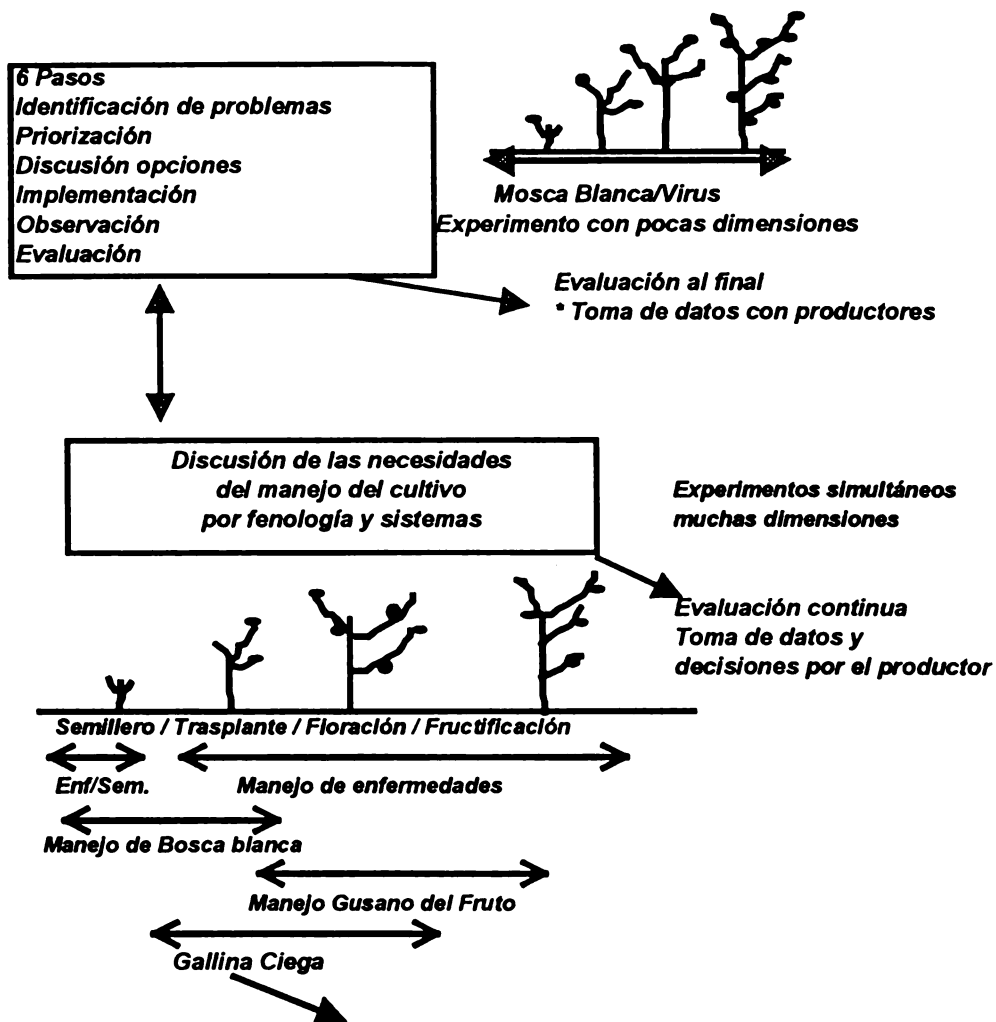 6 Pasos
Identificación de problemas
Priorización
Discusión opciones
Implementación
Observación
Evaluación
Mosca Blanca/Virus
Experimento con pocas dimensiones
Evaluación al final
* Toma de datos con productores
Discusión de las necesidades
del manejo del cultivo
por fenología y sistemas
Experimentos simultáneos
muchas dimensiones
Evaluación continua
Toma de datos y
decisiones por el productor
Semillero / Trasplante / Floración / Fructificación
Enf/Sem.
Manejo de enfermedades
Manejo de Bosca blanca
Manejo Gusano del Fruto
Gallina Ciega